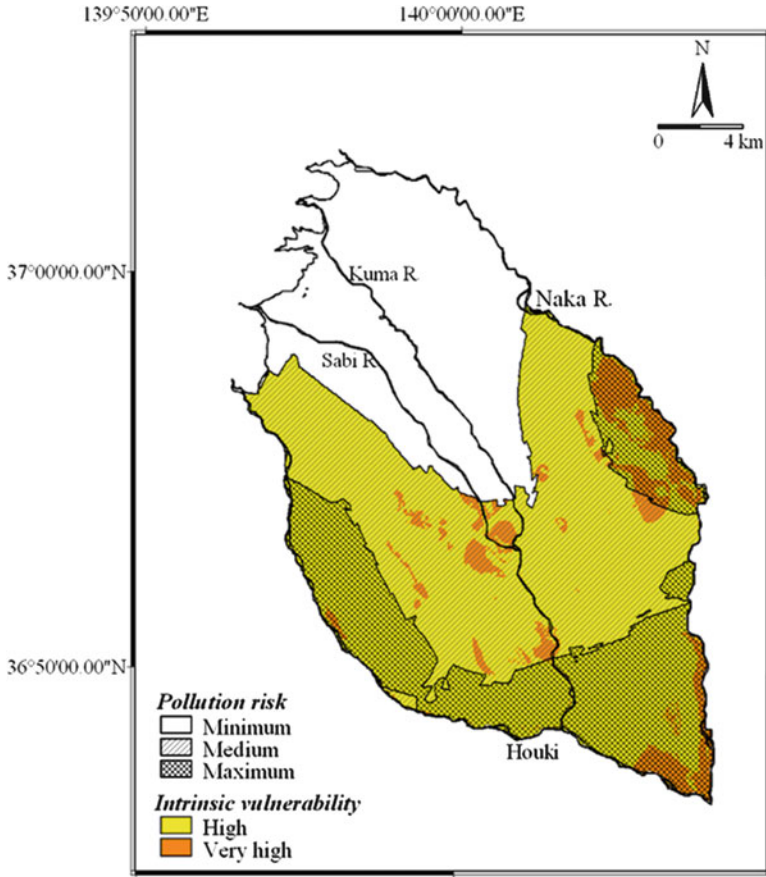 139°50'00.00"E
140°00'00.00"E
N
0 4 km
37°00'00.00"N
Kuma R.
Naka R.
Sabi R.
36°50'00.00"N
Pollution risk
Minimum
Medium
Maximum
Houki
Intrinsic vulnerability
High
Very high